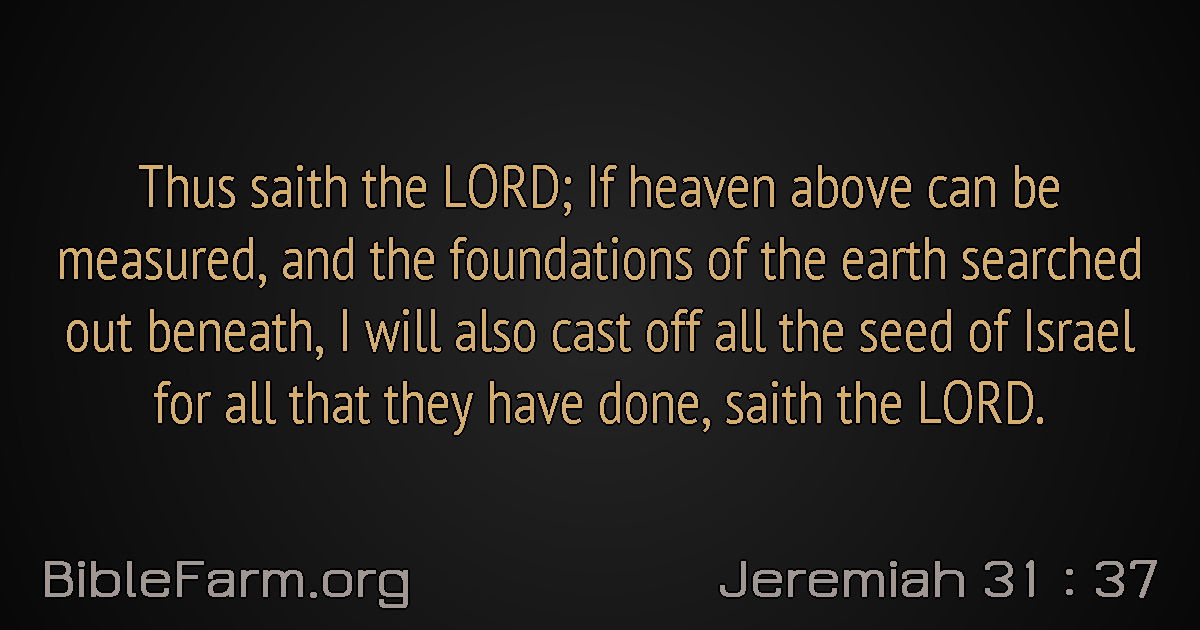 Thus saith the LORD; If heaven above can be
measured, and the foundations of the earth searched
out beneath, I will also cast off all the seed of Israel
for all that they have done, saith the LORD.
BibleFarm.org
Jeremiah 31 : 37